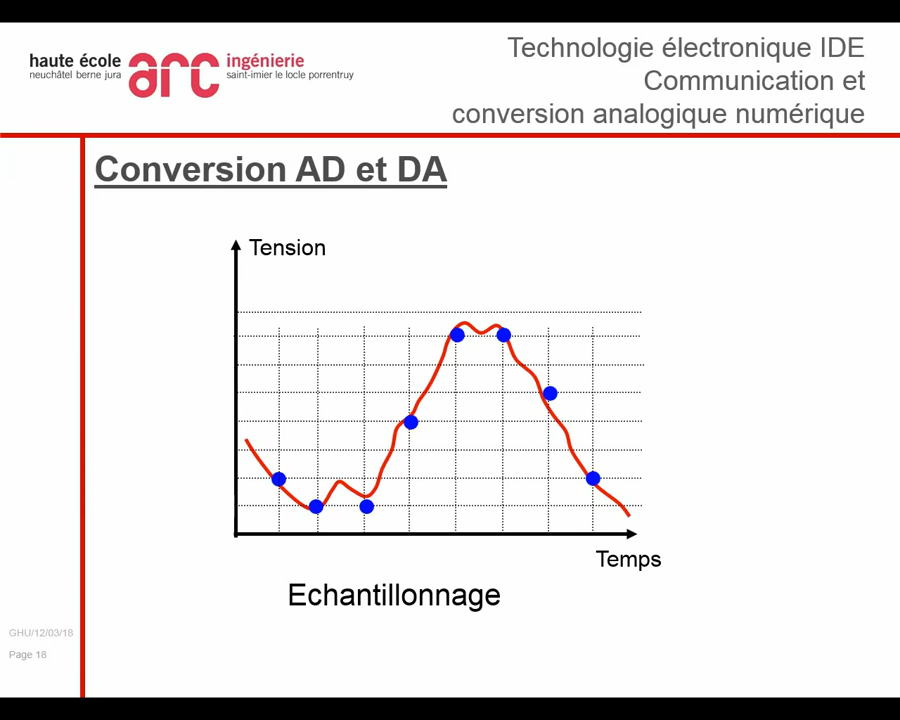 haute école
neuchâtel berne jura
arc
ingénierie
saint-imier le locle porrentruy
Technologie électronique IDE
Communication et
conversion analogique numérique
Conversion AD et DA
Tension
Temps
Echantillonnage
GHU/12/03/18
Page 18